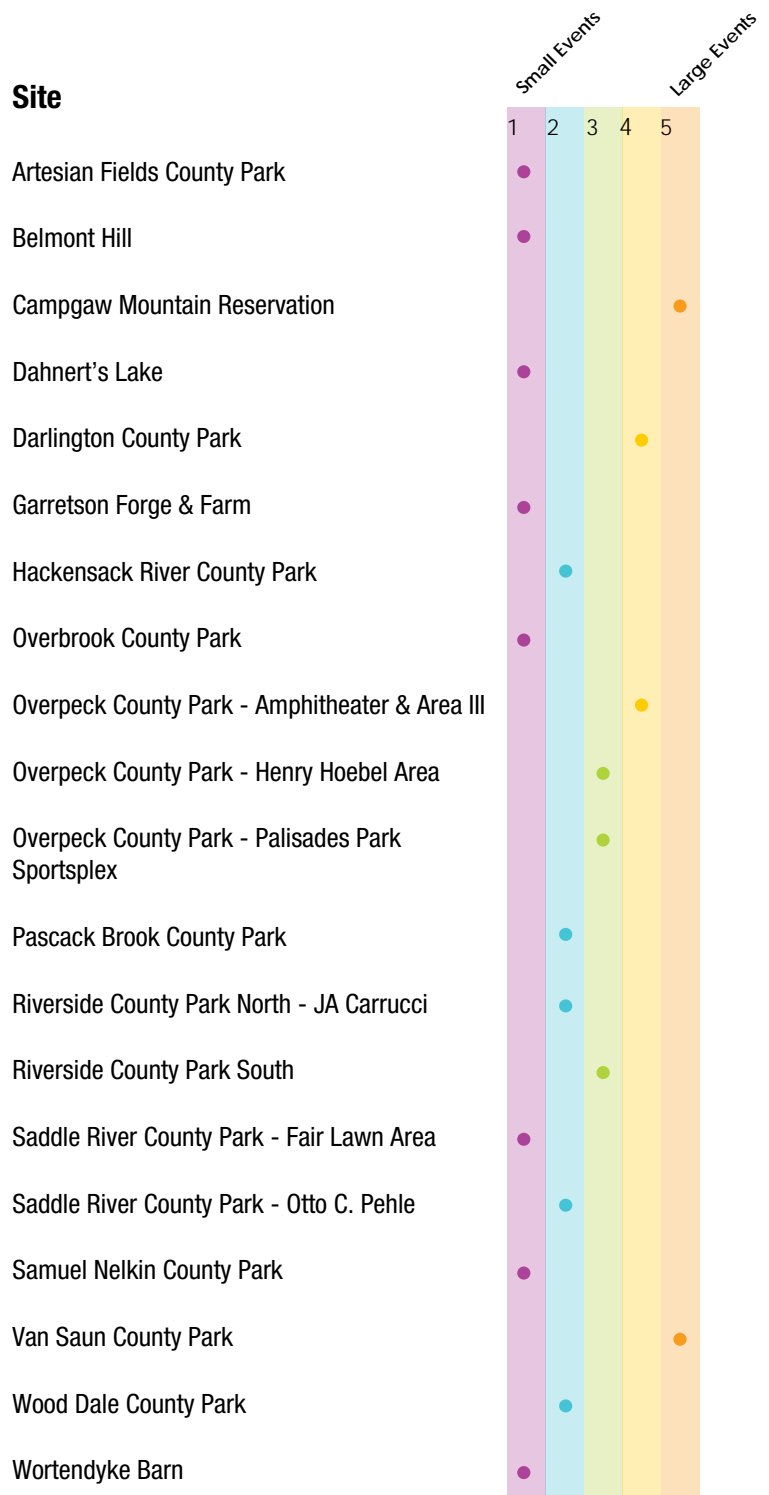 Small Events
Large Events
Site
1 2 3 4 5
Artesian Fields County Park
Belmont Hill
Campgaw Mountain Reservation
Dahnert’s Lake
Darlington County Park
Garretson Forge & Farm
Hackensack River County Park
Overbrook County Park
Overpeck County Park - Amphitheater & Area III
Overpeck County Park - Henry Hoebel Area
Overpeck County Park - Palisades Park
Sportsplex
Pascack Brook County Park
Riverside County Park North - JA Carrucci
Riverside County Park South
Saddle River County Park - Fair Lawn Area
Saddle River County Park - Otto C. Pehle
Samuel Nelkin County Park
Van Saun County Park
Wood Dale County Park
Wortendyke Barn